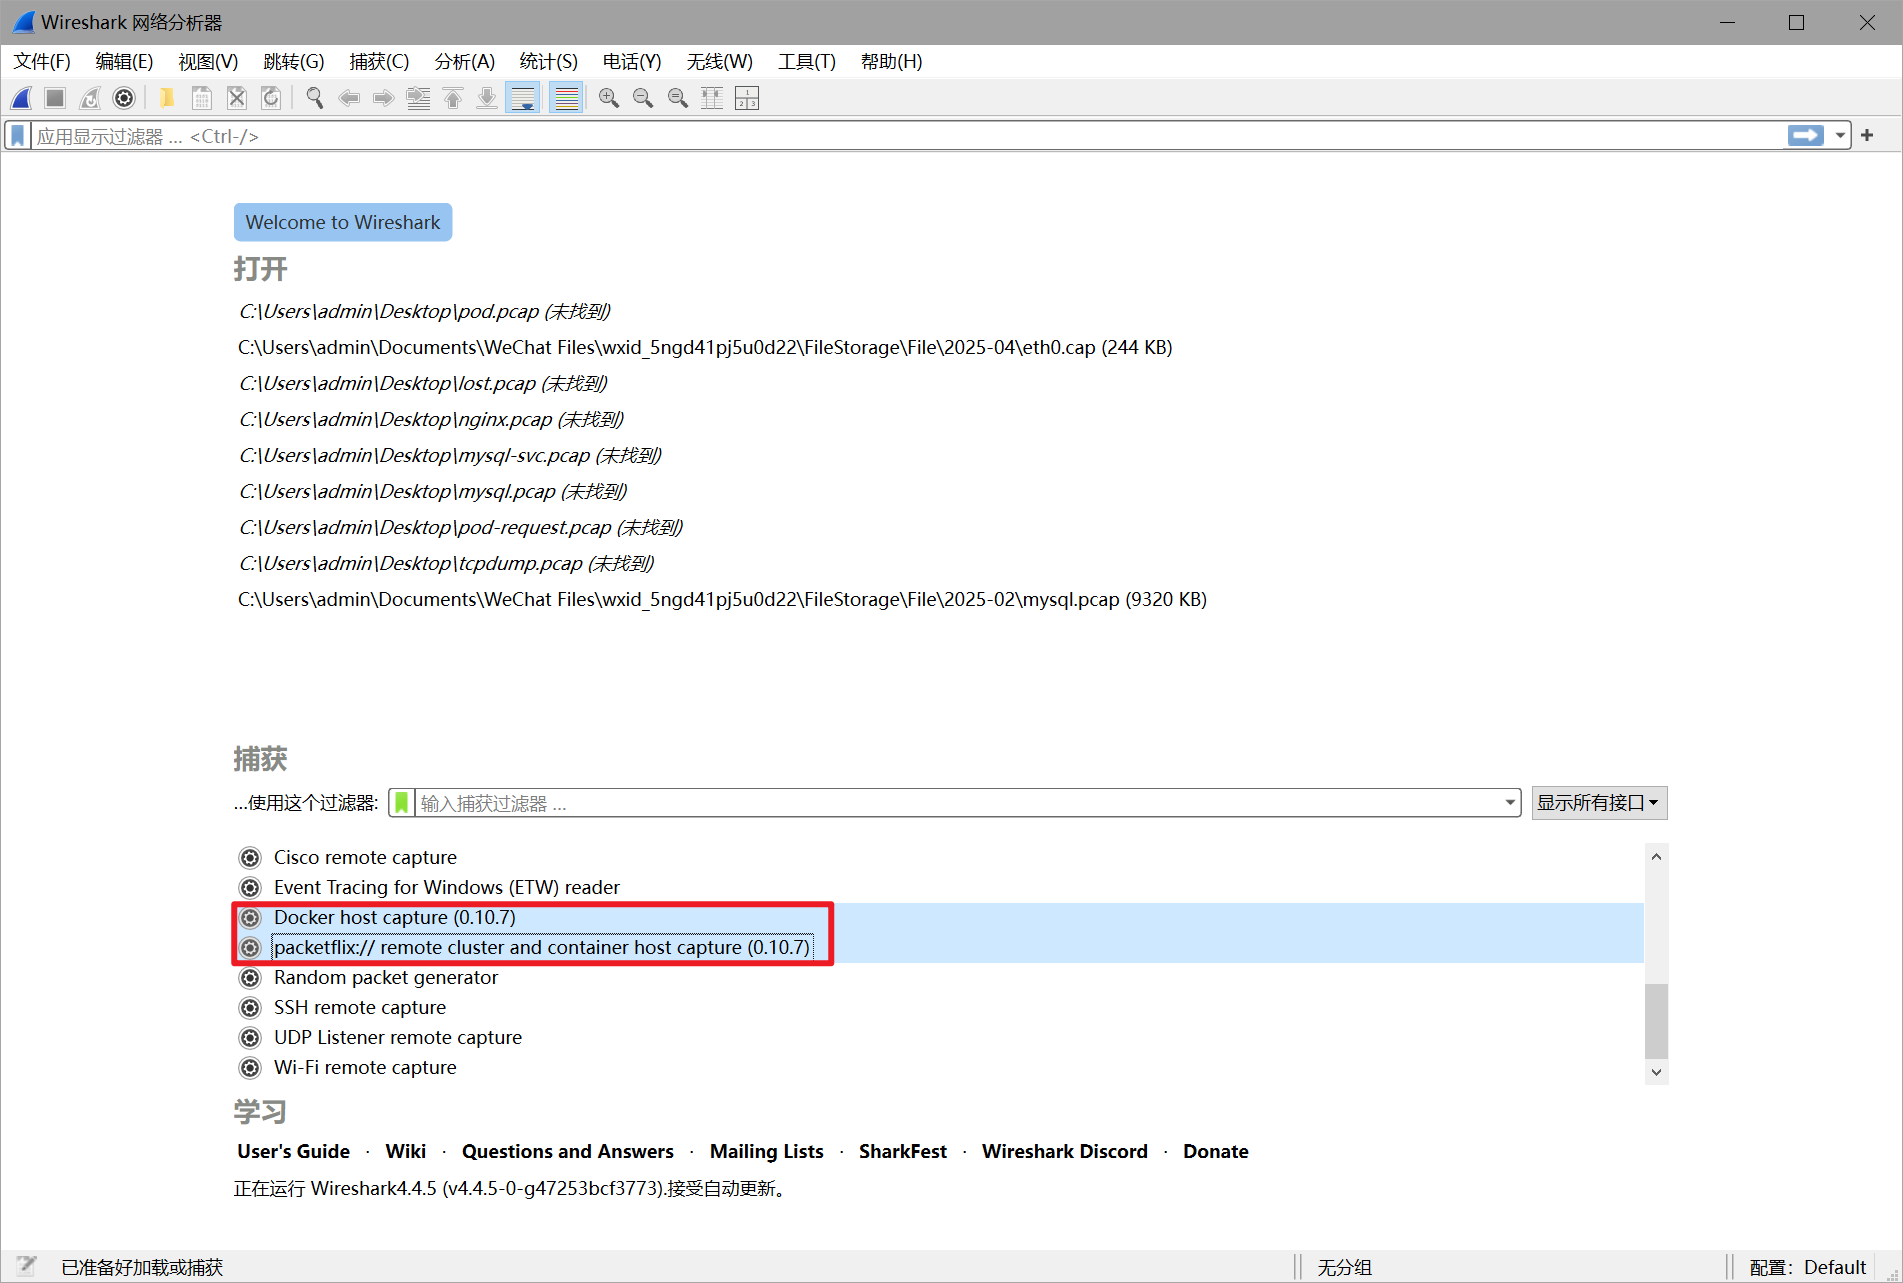 Wireshark 网络分析器
文件(F) 编辑(E) 视图(V) 跳转(G) 捕获(C) 分析(A) 统计(S) 电话(Y) 无线(W) 工具(T) 帮助(H)
应用显示过滤器 … <Ctrl-/>
Welcome to Wireshark
打开
C:\Users\admin\Desktop\pod.pcap (未找到)
C:\Users\admin\Documents\WeChat Files\wxid_5ngd41pj5u0d22\FileStorage\File\2025-04\eth0.cap (244 KB)
C:\Users\admin\Desktop\lost.pcap (未找到)
C:\Users\admin\Desktop\nginx.pcap (未找到)
C:\Users\admin\Desktop\mysql-svc.pcap (未找到)
C:\Users\admin\Desktop\mysql.pcap (未找到)
C:\Users\admin\Desktop\pod-request.pcap (未找到)
C:\Users\admin\Desktop\tcpdump.pcap (未找到)
C:\Users\admin\Documents\WeChat Files\wxid_5ngd41pj5u0d22\FileStorage\File\2025-02\mysql.pcap (9320 KB)
捕获
…使用这个过滤器: 输入捕获过滤器 … 显示所有接口
Cisco remote capture
Event Tracing for Windows (ETW) reader
Docker host capture (0.10.7)
packetflix:// remote cluster and container host capture (0.10.7)
Random packet generator
SSH remote capture
UDP Listener remote capture
Wi-Fi remote capture
学习
User's Guide · Wiki · Questions and Answers · Mailing Lists · SharkFest · Wireshark Discord · Donate
正在运行 Wireshark4.4.5 (v4.4.5-0-g47253bcf3773).接受自动更新。
已准备好加载或捕获 无分组 配置：Default